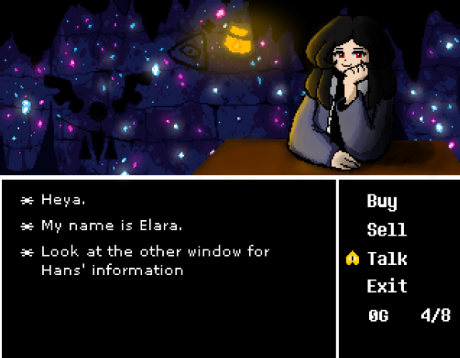 Heya.
My name is Elara.
Look at the other window for
Hans' information
Buy
Sell
Talk
Exit
0G 4/8